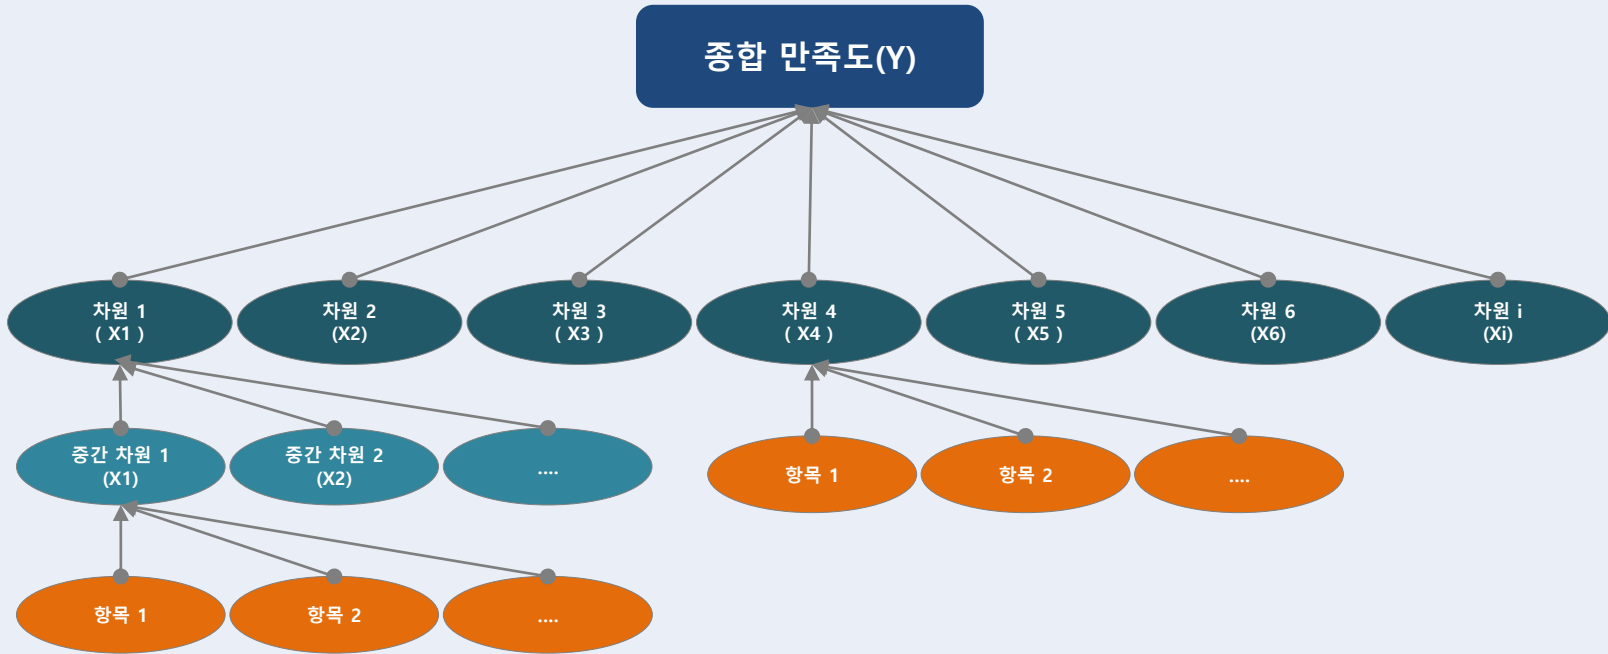 종합 만족도(Y)
차원 1
( X1 )
차원 2
(X2)
차원 3
( X3 )
차원 4
( X4 )
차원 5
( X5 )
차원 6
(X6)
차원 i
(Xi)
중간 차원 1
(X1)
중간 차원 2
(X2)
....
항목 1
항목 2
....
항목 1
항목 2
....